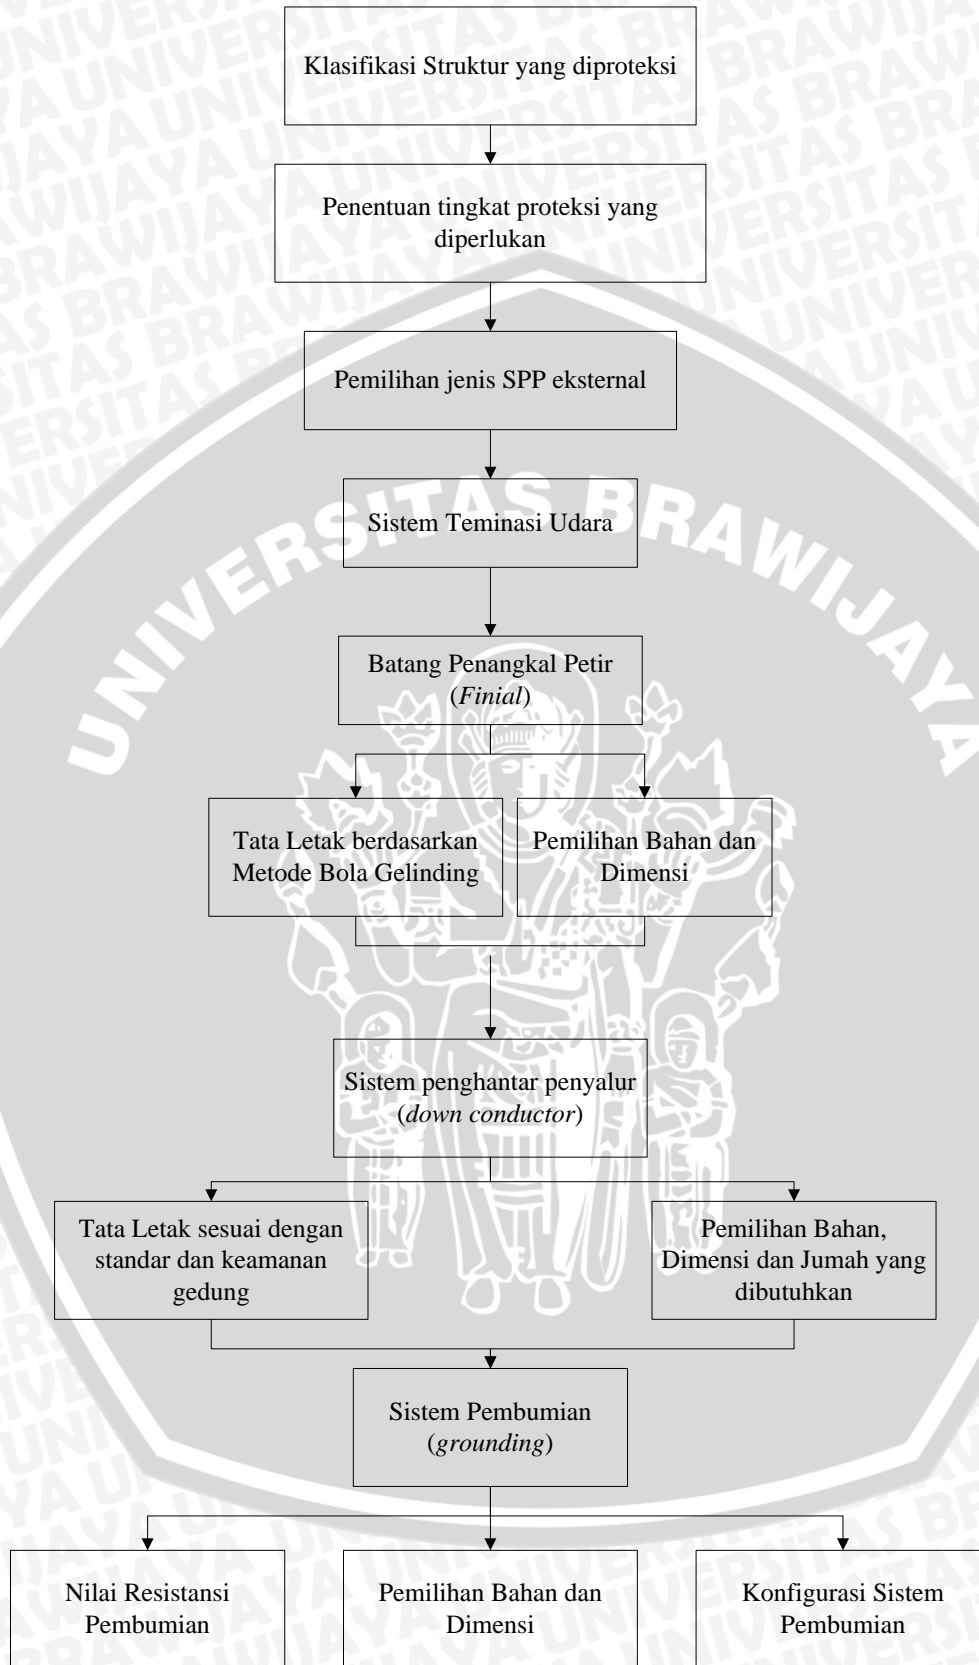 Klasifikasi Struktur yang diproteksi
Penentuan tingkat proteksi yang
diperlukan
Pemilihan jenis SPP eksternal
UNIVERSITAS BRAWIJAYA
Sistem Teminasi Udara
Batang Penangkal Petir
(Finial)
Tata Letak berdasarkan
Metode Bola Gelinding
Pemilihan Bahan dan
Dimensi
Sistem penghantar penyalur
(down conductor)
Tata Letak sesuai dengan
standar dan keamanan
gedung
Pemilihan Bahan,
Dimensi dan Jumah yang
dibutuhkan
Sistem Pembumian
(grounding)
Nilai Resistansi
Pembumian
Pemilihan Bahan dan
Dimensi
Konfigurasi Sistem
Pembumian